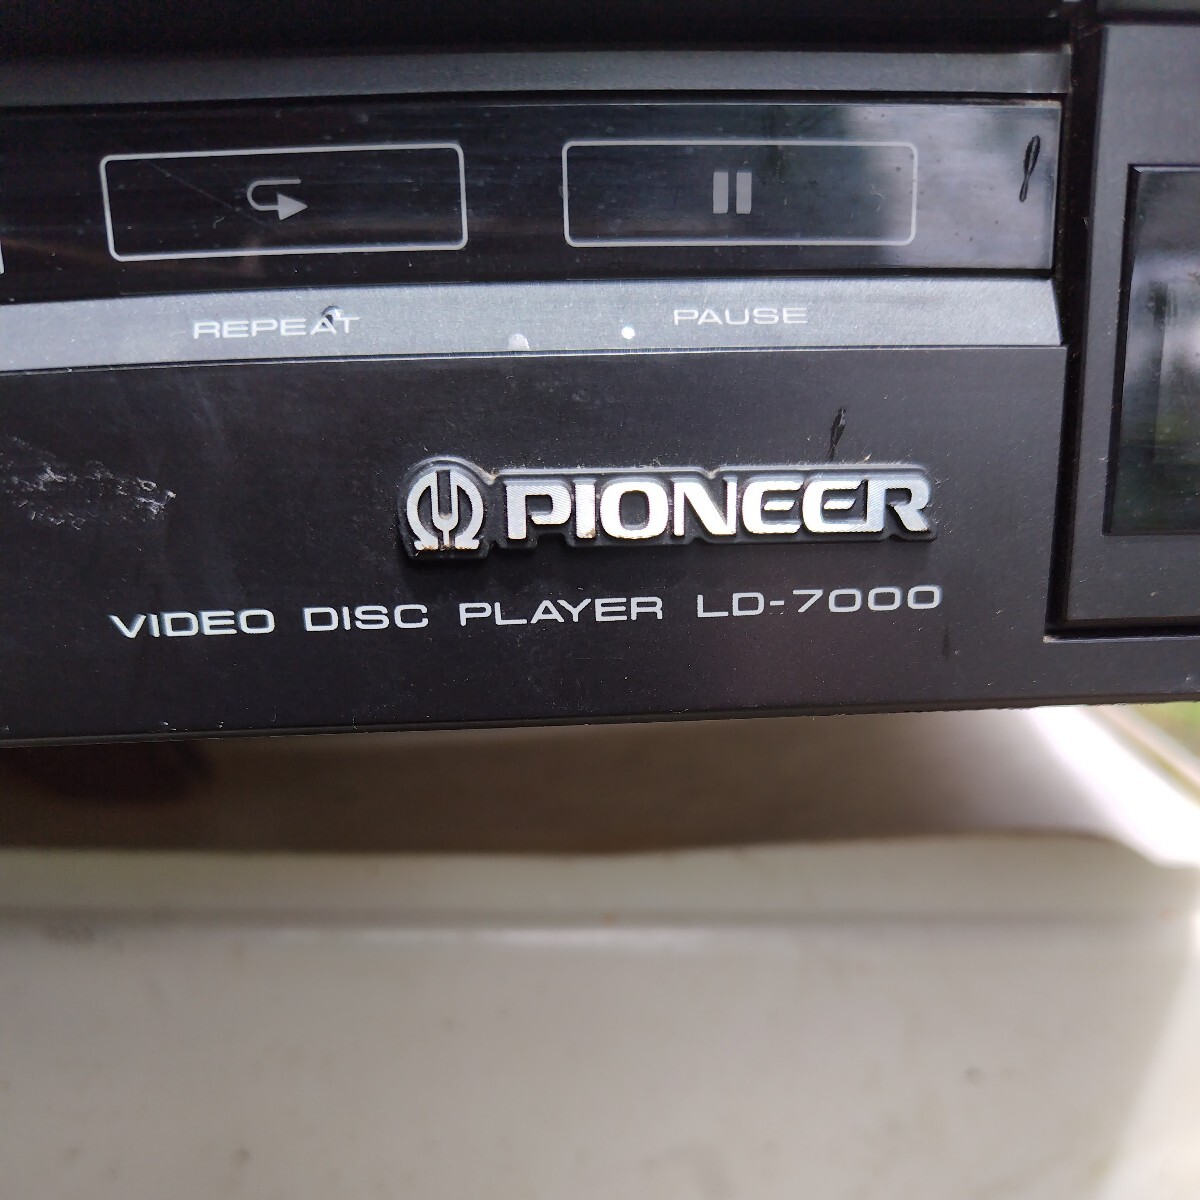 REPEAT PAUSE
PIONEER
VIDEO DISC PLAYER LD-7000